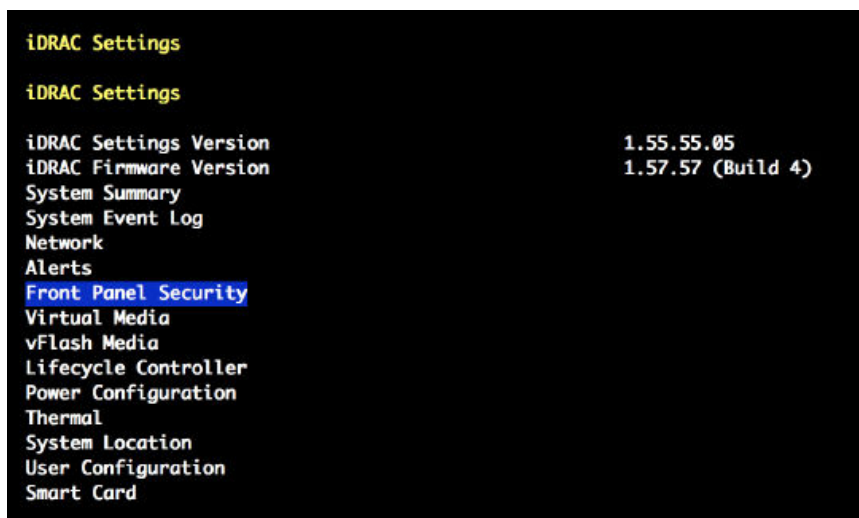 iDRAC Settings
iDRAC Settings
iDRAC Settings Version 1.55.55.05
iDRAC Firmware Version 1.57.57 (Build 4)
System Summary
System Event Log
Network
Alerts
Front Panel Security
Virtual Media
vFlash Media
Lifecycle Controller
Power Configuration
Thermal
System Location
User Configuration
Smart Card